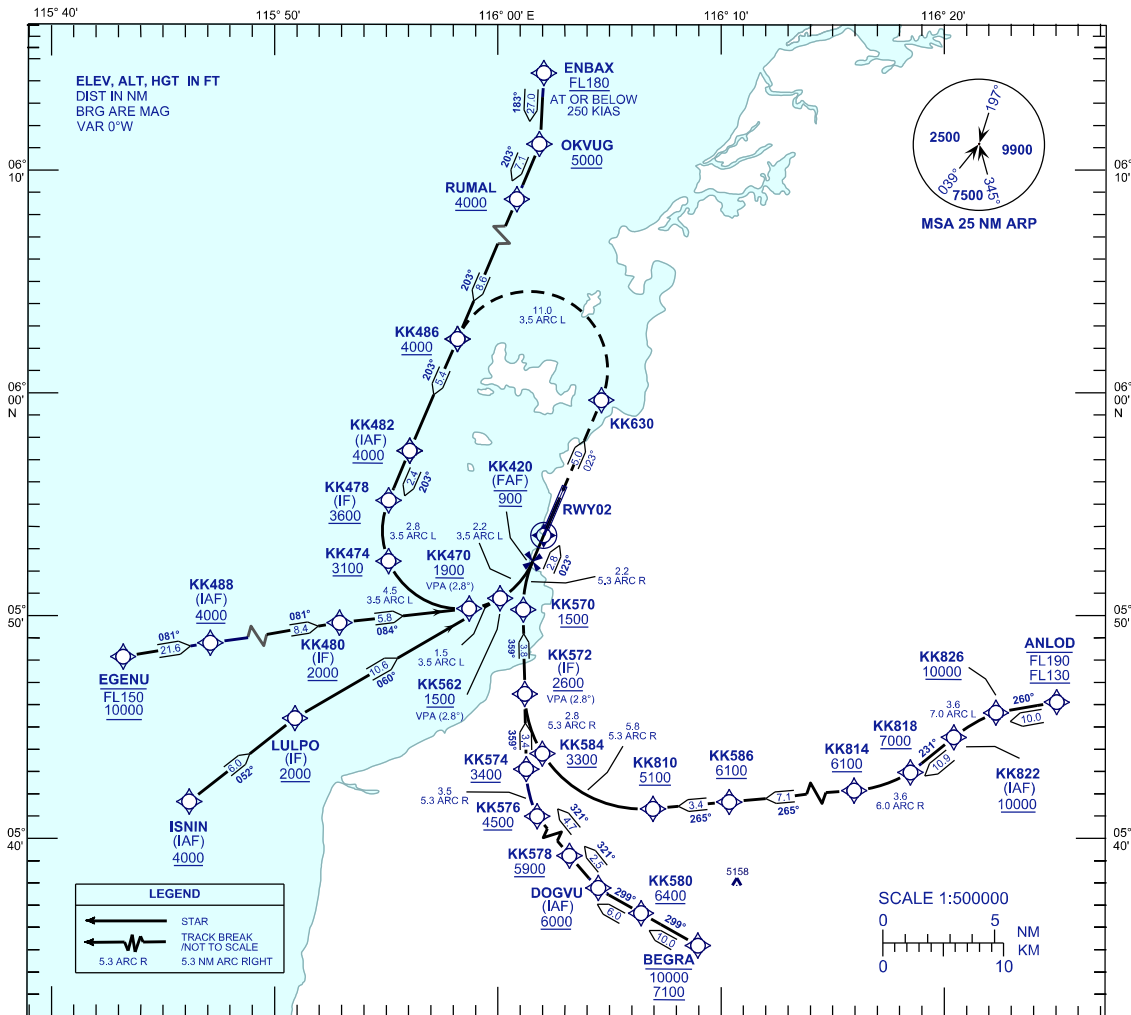 115° 40'
115° 50'
116° 00' E
116° 10'
116° 20'
ELEV, ALT, HGT IN FT
DIST IN NM
BRG ARE MAG
VAR 0°W
ENBAX
FL180
AT OR BELOW
250 KIAS
183°
27.0
OKVUG
5000
203°
7.1
RUMAL
4000
203°
8.6
197°
2500
9900
039°
7500
345°
MSA 25 NM ARP
06°
10'
06°
10'
11.0
3.5 ARC L
KK486
4000
203°
5.4
06°
00'
N
06°
00'
N
KK630
KK482
(IAF)
4000
2.4
203°
KK420
(FAF)
900
5.0
023°
KK478
(IF)
3600
RWY02
2.8
3.5 ARC L
2.2
3.5 ARC L
KK474
3100
KK470
1900
VPA (2.8°)
2.8
023°
2.2
5.3 ARC R
KK488
(IAF)
4000
4.5
3.5 ARC L
05°
50'
05°
50'
081°
21.6
081°
8.4
5.8
084°
KK570
1500
KK480
(IF)
2000
1.5
3.5 ARC L
359°
3.8
EGENU
FL150
10000
10.6
060°
KK562
1500
VPA (2.8°)
KK572
(IF)
2600
VPA (2.8°)
KK826
10000
ANLOD
FL190
FL130
LULPO
(IF)
2000
2.8
5.3 ARC R
5.8
5.3 ARC R
3.6
7.0 ARC L
260°
10.0
KK818
7000
359°
3.4
KK584
3300
231°
10.9
6.0
052°
KK574
3400
KK810
5100
KK586
6100
KK814
6100
KK822
(IAF)
10000
3.5
5.3 ARC R
3.4
265°
7.1
265°
3.6
6.0 ARC R
ISNIN
(IAF)
4000
KK576
4500
321°
4.7
05°
40'
05°
40'
KK578
5900
321°
2.5
KK580
6400
5158
DOGVU
(IAF)
6000
299°
6.0
299°
10.0
BEGRA
10000
7100
LEGEND
STAR
TRACK BREAK
/NOT TO SCALE
5.3 ARC R
5.3 NM ARC RIGHT
SCALE 1:500000
0
5
NM
KM
0
10